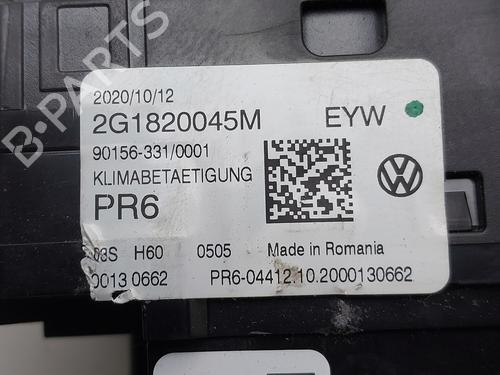 B-PARTS
2020/10/12
2G1820045M EYW
90156-331/0001
KLIMABETAETIGUNG
PR6
H60 0505 Made in Romania
0013 0662 PR6-04412.10.2000130662